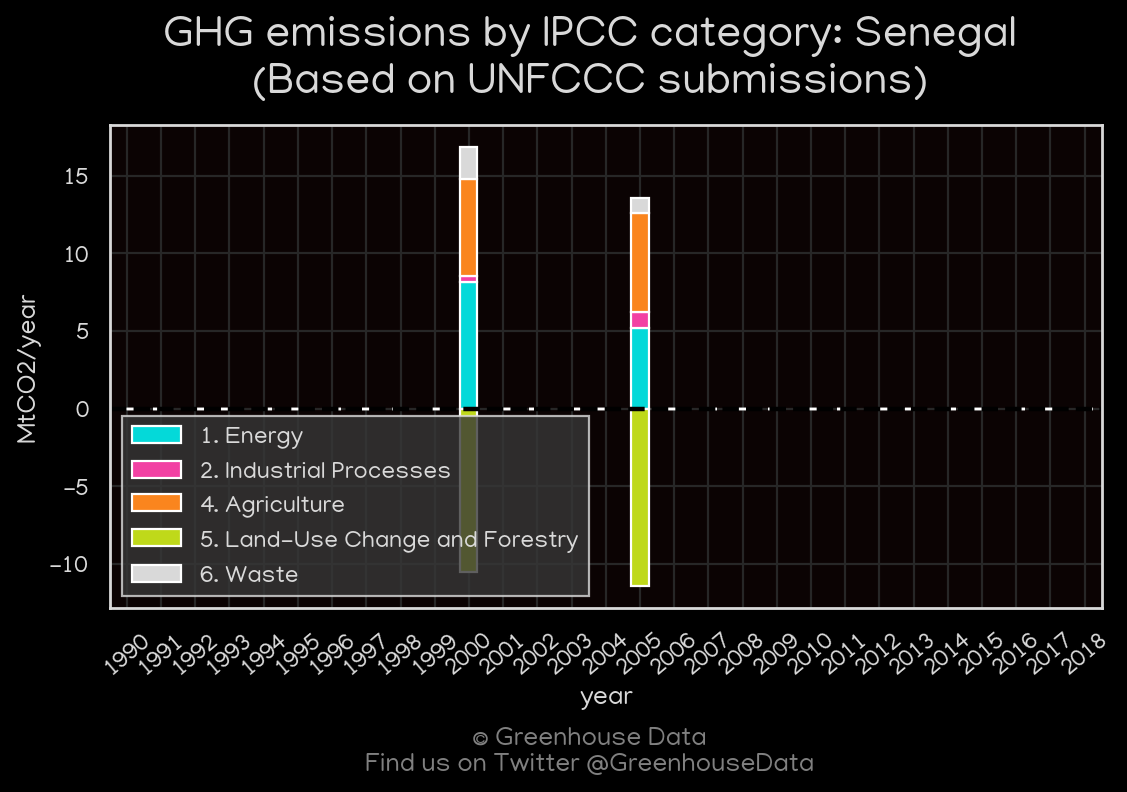 GHG emissions by IPCC category: Senegal
(Based on UNFCCC submissions)
MtCO2/year
15
10
5
0
−5
−10
1. Energy
2. Industrial Processes
4. Agriculture
5. Land-Use Change and Forestry
6. Waste
1990 1991 1992 1993 1994 1995 1996 1997 1998 1999 2000 2001 2002 2003 2004 2005 2006 2007 2008 2009 2010 2011 2012 2013 2014 2015 2016 2017 2018
year
© Greenhouse Data
Find us on Twitter @GreenhouseData